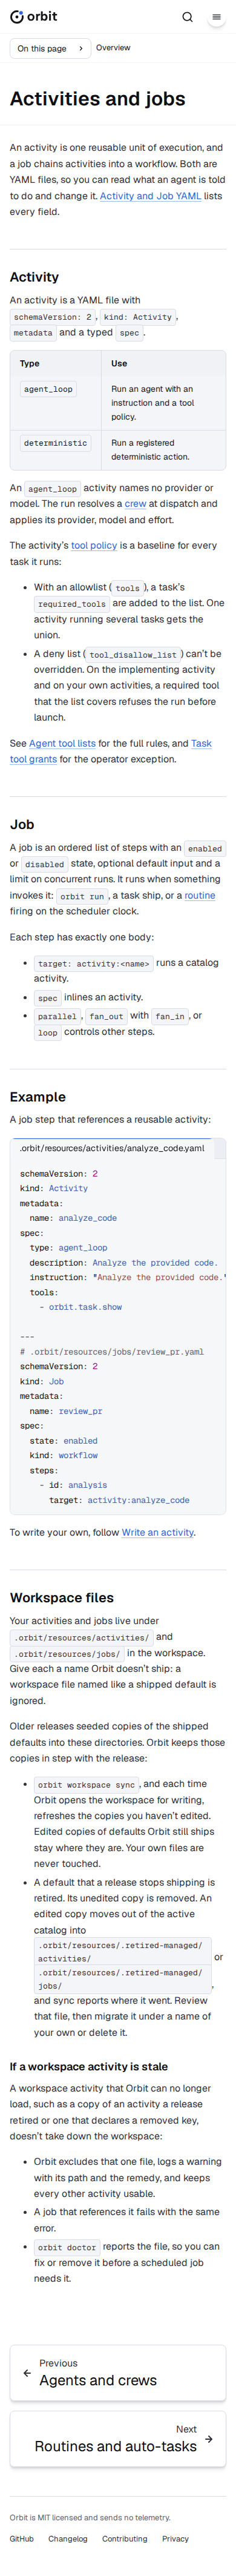 orbit
On this page
Overview
Activities and jobs
An activity is one reusable unit of execution, and
a job chains activities into a workflow. Both are
YAML files, so you can read what an agent is told
to do and change it. Activity and Job YAML lists
every field.
Activity
An activity is a YAML file with
schemaVersion: 2, kind: Activity,
metadata and a typed spec.
Type Use
agent_loop Run an agent with an
instruction and a tool
policy.
deterministic Run a registered
deterministic action.
An agent_loop activity names no provider or
model. The run resolves a crew at dispatch and
applies its provider, model and effort.
The activity's tool policy is a baseline for every
task it runs:
• With an allowlist (tools), a task's
required_tools are added to the list. One
activity running several tasks gets the
union.
• A deny list (tool_disallow_list) can't be
overridden. On the implementing activity
and on your own activities, a required tool
that the list covers refuses the run before
launch.
See Agent tool lists for the full rules, and Task
tool grants for the operator exception.
Job
A job is an ordered list of steps with an enabled
or disabled state, optional default input and a
limit on concurrent runs. It runs when something
invokes it: orbit run, a task ship, or a routine
firing on the scheduler clock.
Each step has exactly one body:
• target: activity:<name> runs a catalog
activity.
• spec inlines an activity.
• parallel, fan_out with fan_in, or
loop controls other steps.
Example
A job step that references a reusable activity:
.orbit/resources/activities/analyze_code.yaml
schemaVersion: 2
kind: Activity
metadata:
name: analyze_code
spec:
type: agent_loop
description: Analyze the provided code.
instruction: "Analyze the provided code."
tools:
- orbit.task.show
---
# .orbit/resources/jobs/review_pr.yaml
schemaVersion: 2
kind: Job
metadata:
name: review_pr
spec:
state: enabled
kind: workflow
steps:
- id: analysis
target: activity:analyze_code
To write your own, follow Write an activity.
Workspace files
Your activities and jobs live under
.orbit/resources/activities/ and
.orbit/resources/jobs/ in the workspace.
Give each a name Orbit doesn't ship: a
workspace file named like a shipped default is
ignored.
Older releases seeded copies of the shipped
defaults into these directories. Orbit keeps those
copies in step with the release:
• orbit workspace sync, and each time
Orbit opens the workspace for writing,
refreshes the copies you haven't edited.
Edited copies of defaults Orbit still ships
stay where they are. Your own files are
never touched.
• A default that a release stops shipping is
retired. Its unedited copy is removed. An
edited copy moves out of the active
catalog into
.orbit/resources/.retired-managed/
activities/ or
.orbit/resources/.retired-managed/
jobs/,
and sync reports where it went. Review
that file, then migrate it under a name of
your own or delete it.
If a workspace activity is stale
A workspace activity that Orbit can no longer
load, such as a copy of an activity a release
retired or one that declares a removed key,
doesn't take down the workspace:
• Orbit excludes that one file, logs a warning
with its path and the remedy, and keeps
every other activity usable.
• A job that references it fails with the same
error.
• orbit doctor reports the file, so you can
fix or remove it before a scheduled job
needs it.
Previous
Agents and crews
Next
Routines and auto-tasks
Orbit is MIT licensed and sends no telemetry.
GitHub Changelog Contributing Privacy